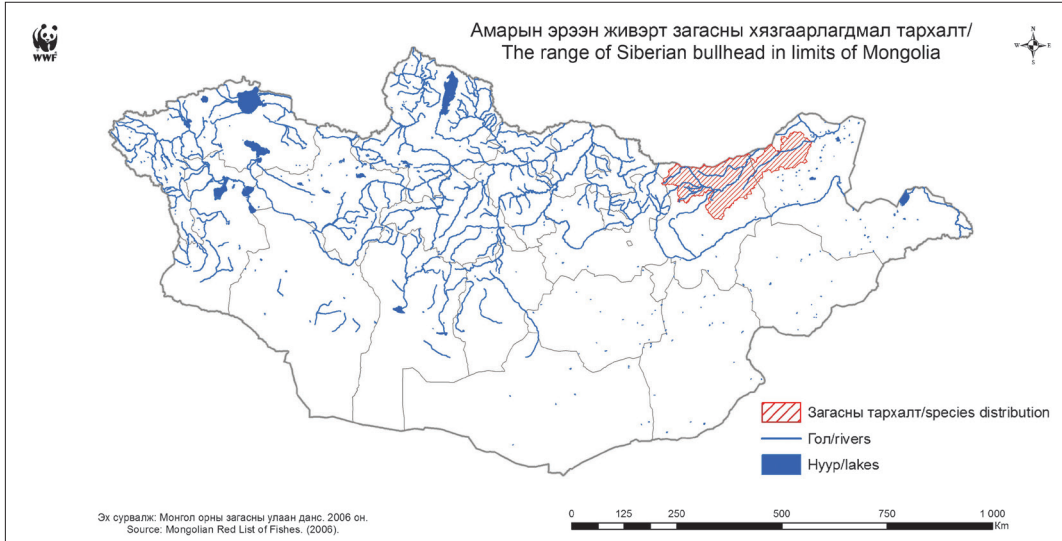 Амарын эрээн живэрт загасны хязгаарлагдмал тархалт/
The range of Siberian bullhead in limits of Mongolia
WWF
N
W E
S
Загасны тархалт/species distribution
Гол/rivers
Нуур/lakes
Эх сурвалж: Монгол орны загасны улаан данс. 2006 он.
Source: Mongolian Red List of Fishes. (2006).
0 125 250 500 750 1 000
Km